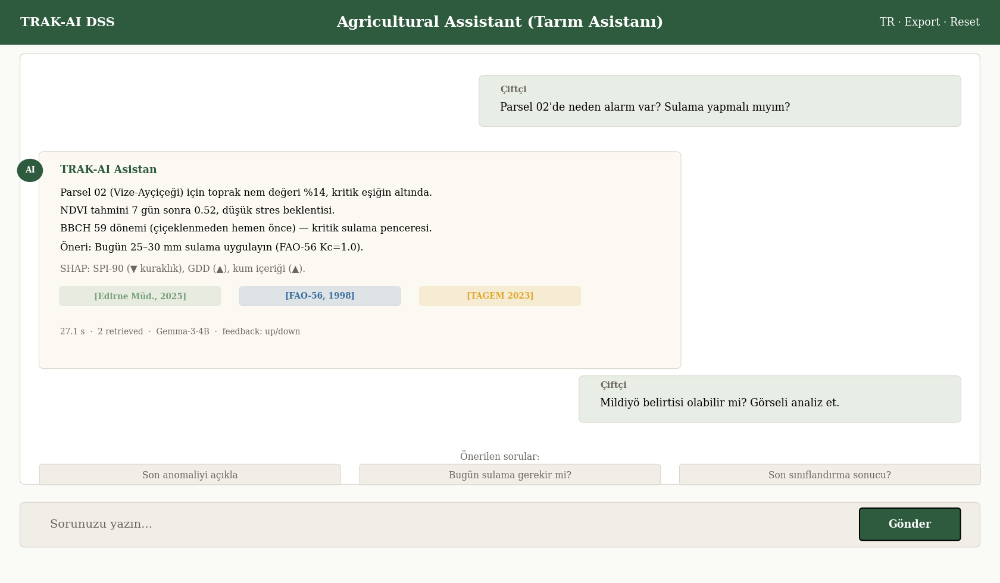 TRAK-AI DSS
Agricultural Assistant (Tarım Asistanı)
TR · Export · Reset
Çiftçi
Parsel 02'de neden alarm var? Sulama yapmalı mıyım?
AI
TRAK-AI Asistan
Parsel 02 (Vize-Ayçiçeği) için toprak nem değeri %14, kritik eşiğin altında.
NDVI tahmini 7 gün sonra 0.52, düşük stres beklentisi.
BBCH 59 dönemi (çiçeklenmeden hemen önce) — kritik sulama penceresi.
Öneri: Bugün 25–30 mm sulama uygulayın (FAO-56 Kc=1.0).
SHAP: SPI-90 (▼ kuraklık), GDD (▲), kum içeriği (▲).
[Edirne Müd., 2025]
[FAO-56, 1998]
[TAGEM 2023]
27.1 s · 2 retrieved · Gemma-3-4B · feedback: up/down
Çiftçi
Mildiyö belirtisi olabilir mi? Görseli analiz et.
Önerilen sorular:
Son anomaliyi açıkla
Bugün sulama gerekir mi?
Son sınıflandırma sonucu?
Sorunuzu yazın...
Gönder